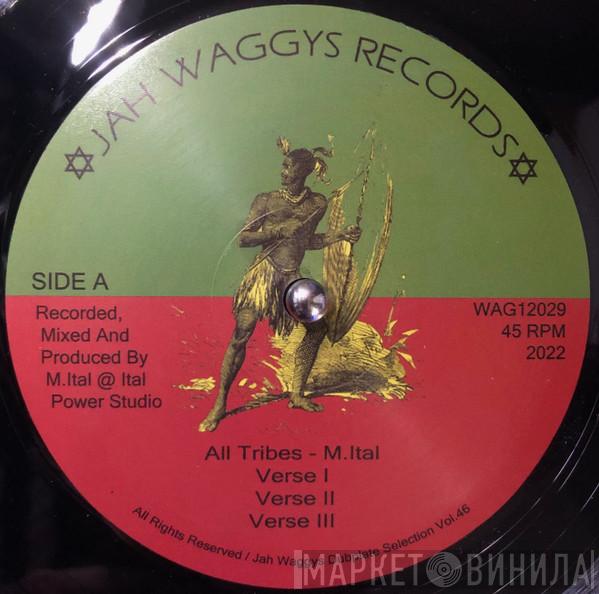 JAH WAGGYS RECORDS
SIDE A
Recorded,
Mixed And
Produced By
M.Ital @ Ital
Power Studio
WAG12029
45 RPM
2022
All Tribes - M.Ital
Verse I
Verse II
Verse III
All Rights Reserved / Jah Waggys Dubplate Selection Vol.46
МАРКЕТ ВИНИЛА